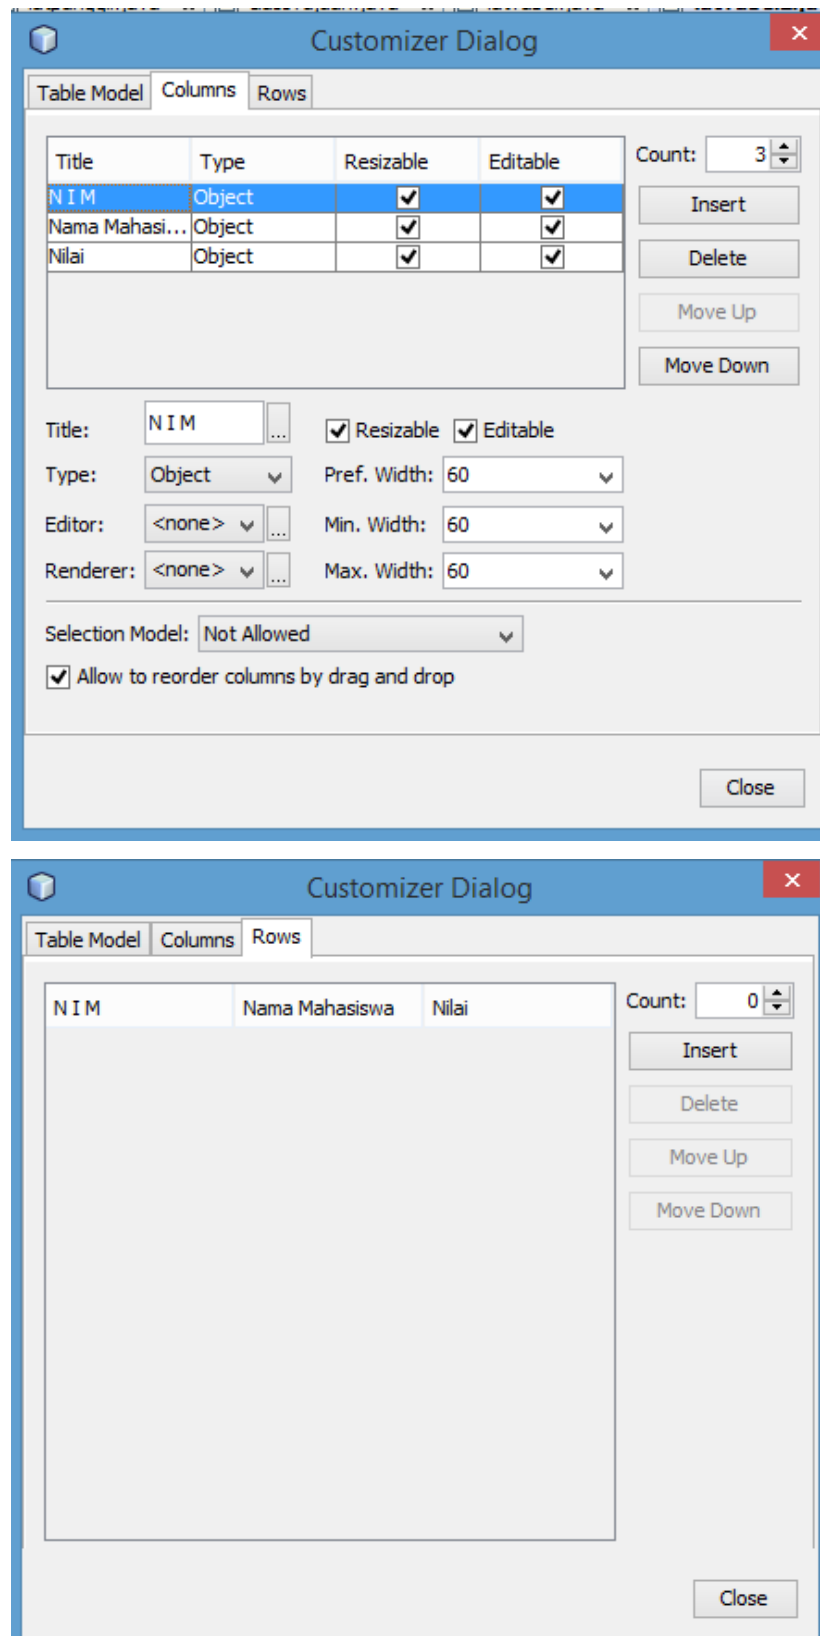 Customizer Dialog
Table Model Columns Rows
Title Type Resizable Editable
N I M Object
Nama Mahasi... Object
Nilai Object
Count: 3
Insert
Delete
Move Up
Move Down
Title: N I M ... Resizable Editable
Type: Object Pref. Width: 60
Editor: <none> ... Min. Width: 60
Renderer: <none> ... Max. Width: 60
Selection Model: Not Allowed
Allow to reorder columns by drag and drop
Close
Customizer Dialog
Table Model Columns Rows
N I M Nama Mahasiswa Nilai
Count: 0
Insert
Delete
Move Up
Move Down
Close